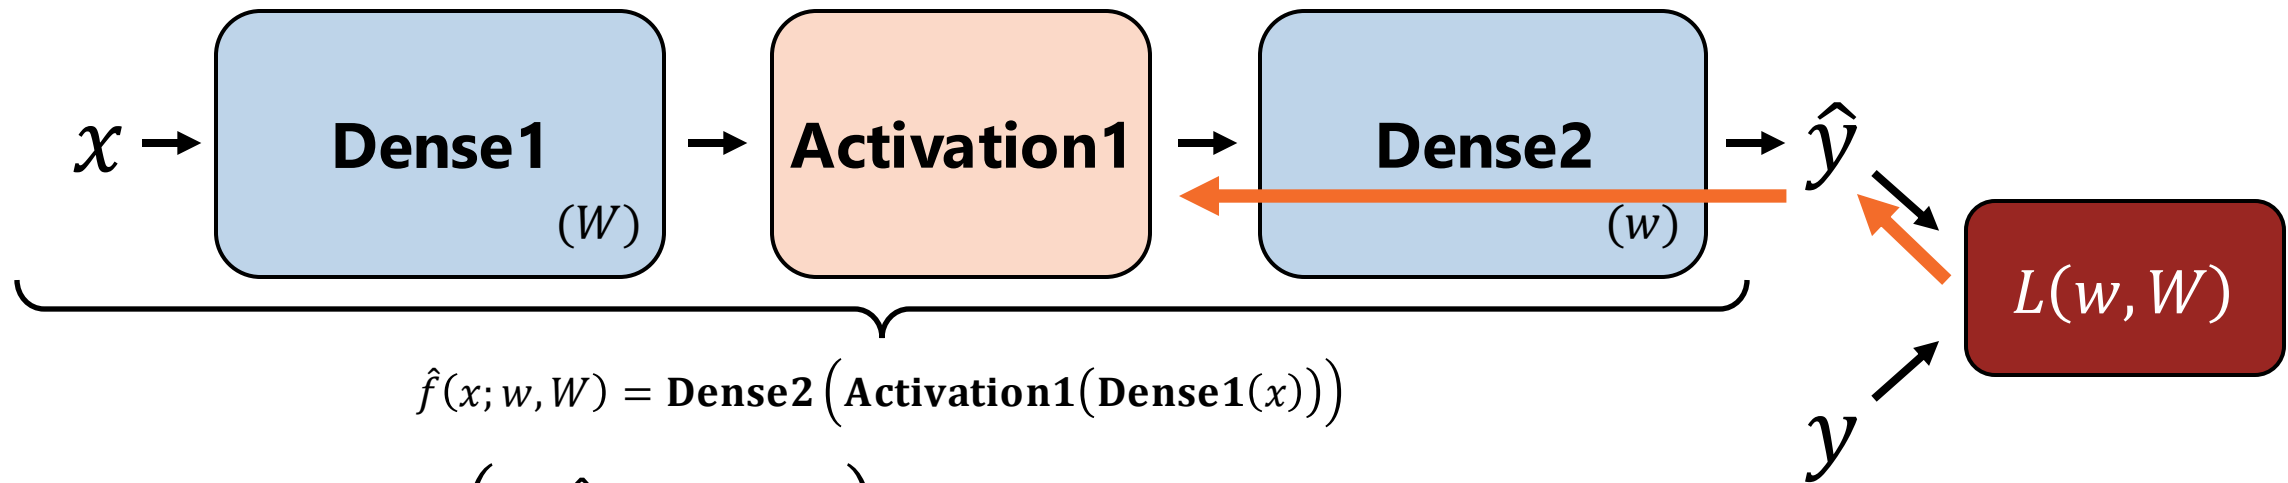 x Dense1 (W) Activation1 Dense2 (w) ŷ
L(w, W)
f̂(x; w, W) = Dense2(Activation1(Dense1(x)))
y